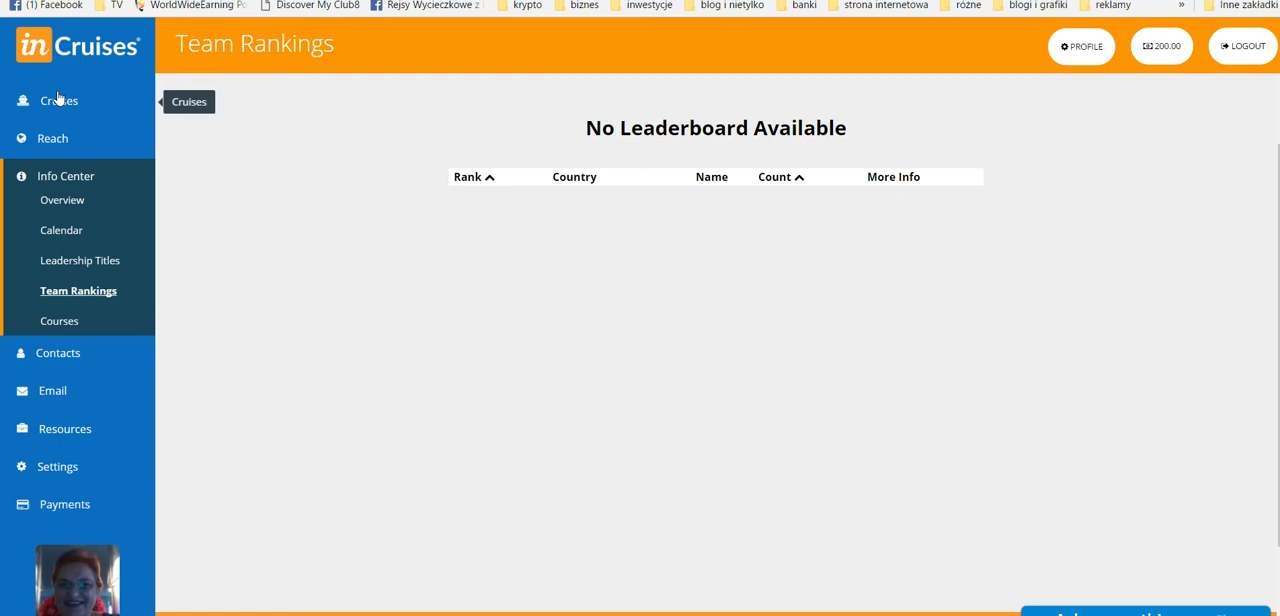 (1) Facebook TV WorldWideEarning Po Discover My Club8 Rejsy Wycieczkowe z krypto biznes inwestycje blog i nietylko banki strona internetowa różne blogi i grafiki reklamy » Inne zakładki
inCruises
Team Rankings
PROFILE
200.00
LOGOUT
Cruises
Cruises
Reach
Info Center
Overview
Calendar
Leadership Titles
Team Rankings
Courses
Contacts
Email
Resources
Settings
Payments
No Leaderboard Available
Rank Country Name Count More Info